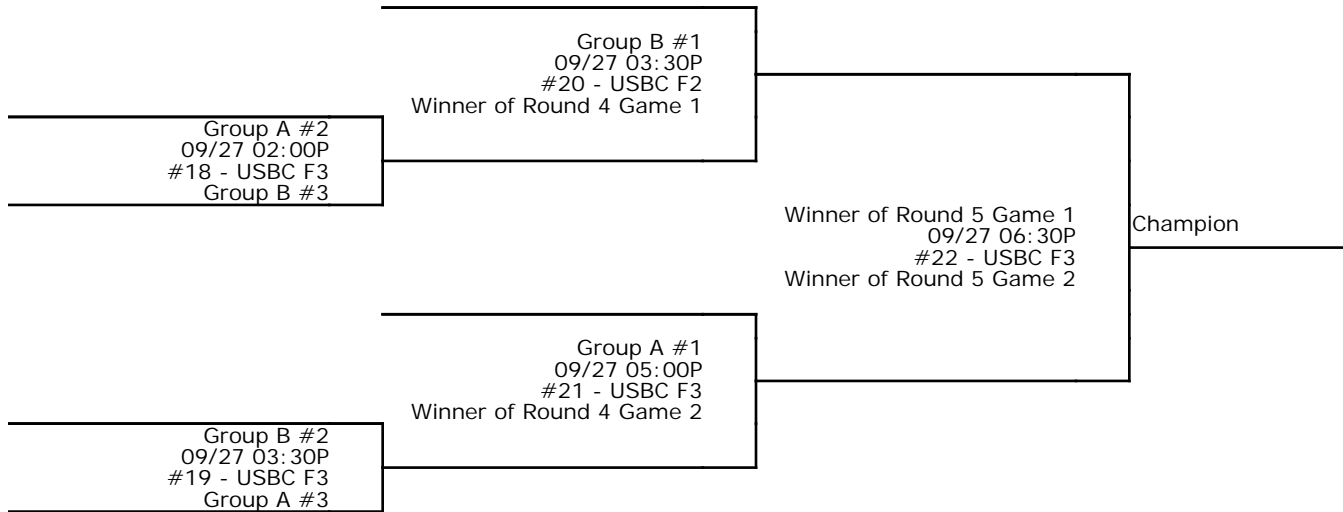 Group B #1
09/27 03:30P
#20 - USBC F2
Winner of Round 4 Game 1
Group A #2
09/27 02:00P
#18 - USBC F3
Group B #3
Winner of Round 5 Game 1
09/27 06:30P
#22 - USBC F3
Winner of Round 5 Game 2
Champion
Group A #1
09/27 05:00P
#21 - USBC F3
Winner of Round 4 Game 2
Group B #2
09/27 03:30P
#19 - USBC F3
Group A #3